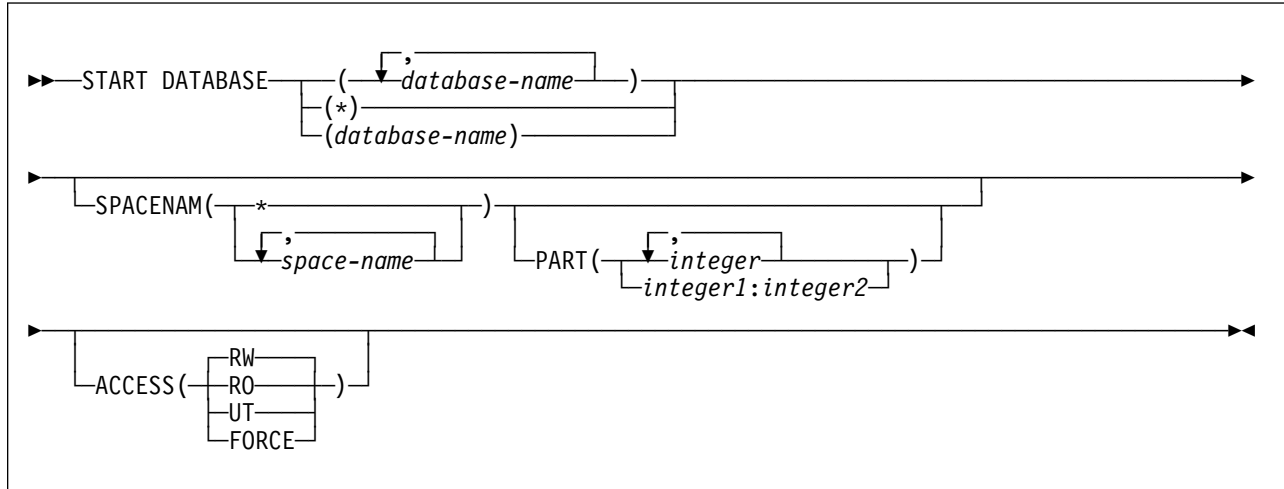 ,
START DATABASE ( database-name )
(*)
(database-name)
SPACENAM( * )
,
space-name
PART( , integer )
integer1:integer2
RW
ACCESS( RO )
UT
FORCE